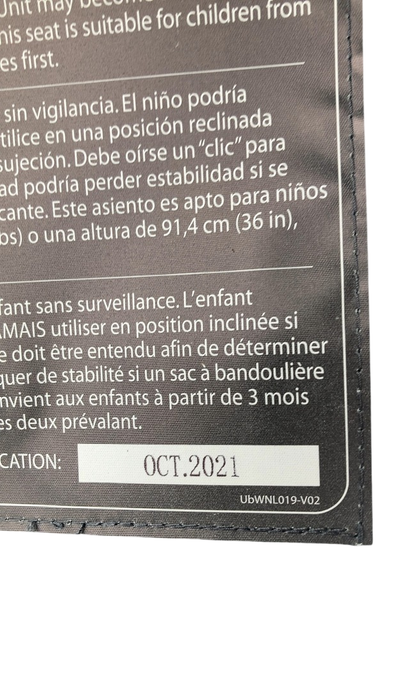 Unit may
his seat is suitable for children from
es first.
sin vigilancia. El niño podría
tilice en una posición reclinada
sujeción. Debe oírse un “clic” para
ad podría perder estabilidad si se
cante. Este asiento es apto para niños
bs) o una altura de 91,4 cm (36 in),
fant sans surveillance. L’enfant
AMAIS utiliser en position inclinée si
e doit être entendu afin de déterminer
quer de stabilité si un sac à bandoulière
nvient aux enfants à partir de 3 mois
es deux prévalant.
CATION: OCT.2021
UbWNL019-V02